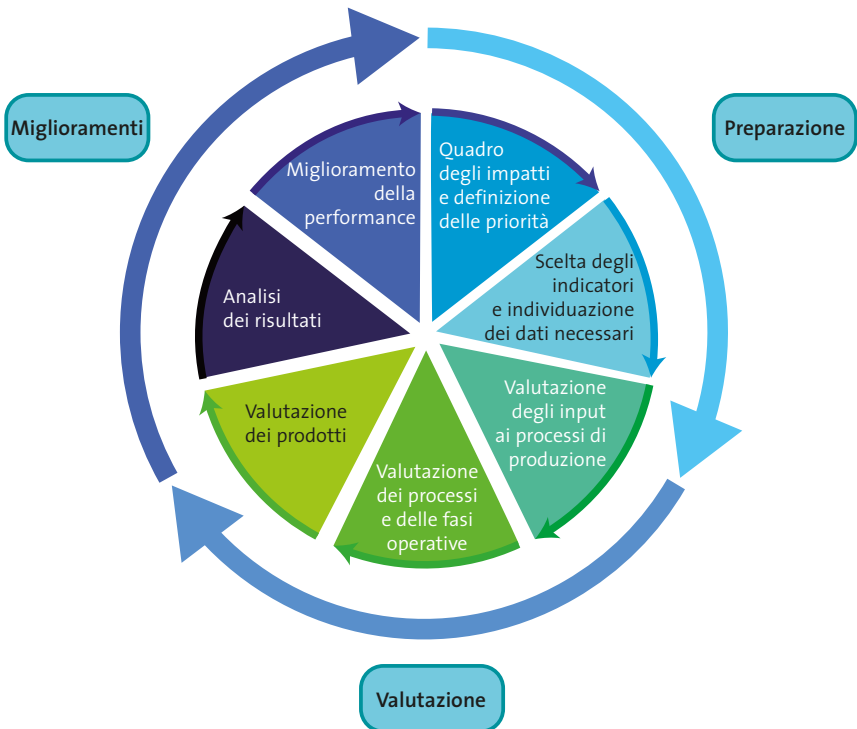 Miglioramenti
Preparazione
Quadro
degli impatti
e definizione
delle priorità
Scelta degli
indicatori
e individuazione
dei dati necessari
Valutazione
degli input
ai processi di
produzione
Valutazione
dei processi
e delle fasi
operative
Valutazione
dei prodotti
Analisi
dei risultati
Miglioramento
della
performance
Valutazione